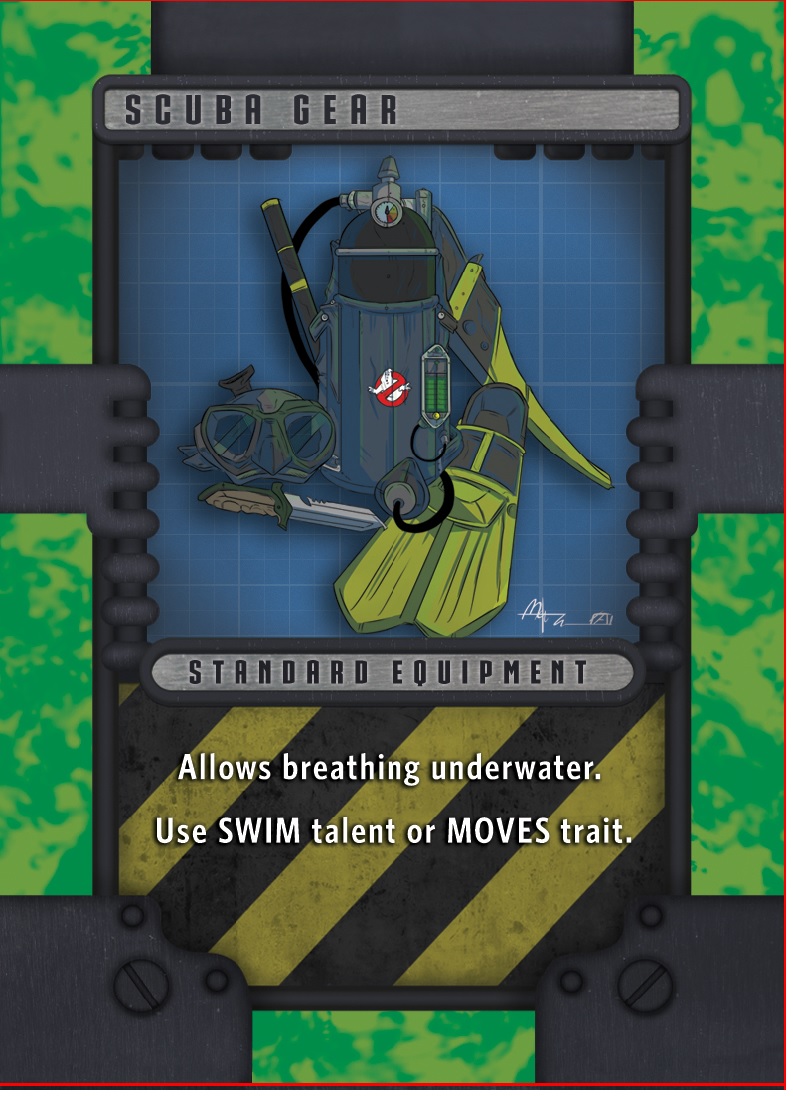 SCUBA GEAR
STANDARD EQUIPMENT
Allows breathing underwater.
Use SWIM talent or MOVES trait.